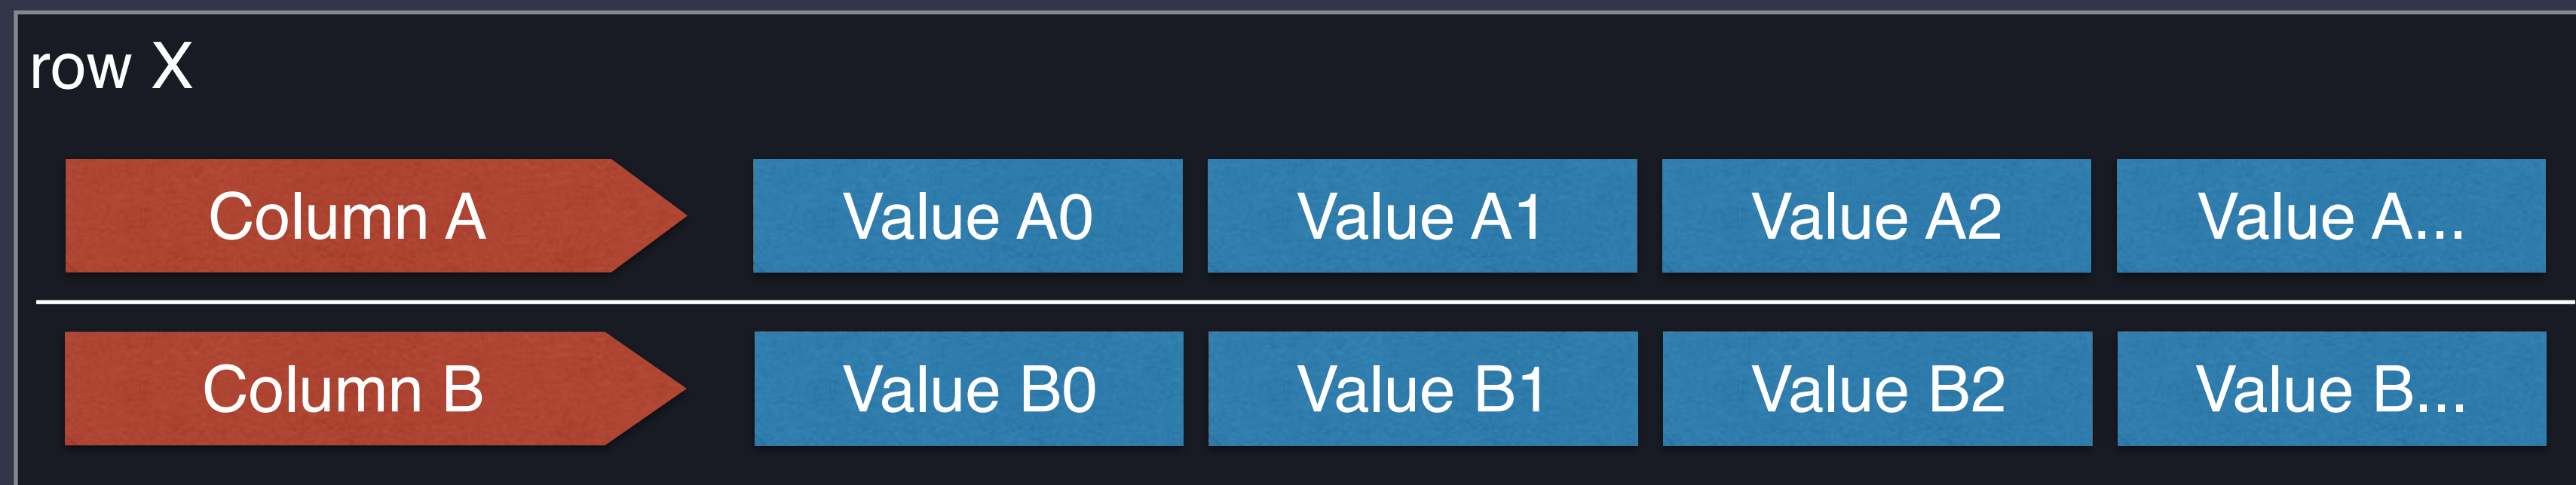 row X
Column A Value A0 Value A1 Value A2 Value A...
Column B Value B0 Value B1 Value B2 Value B...